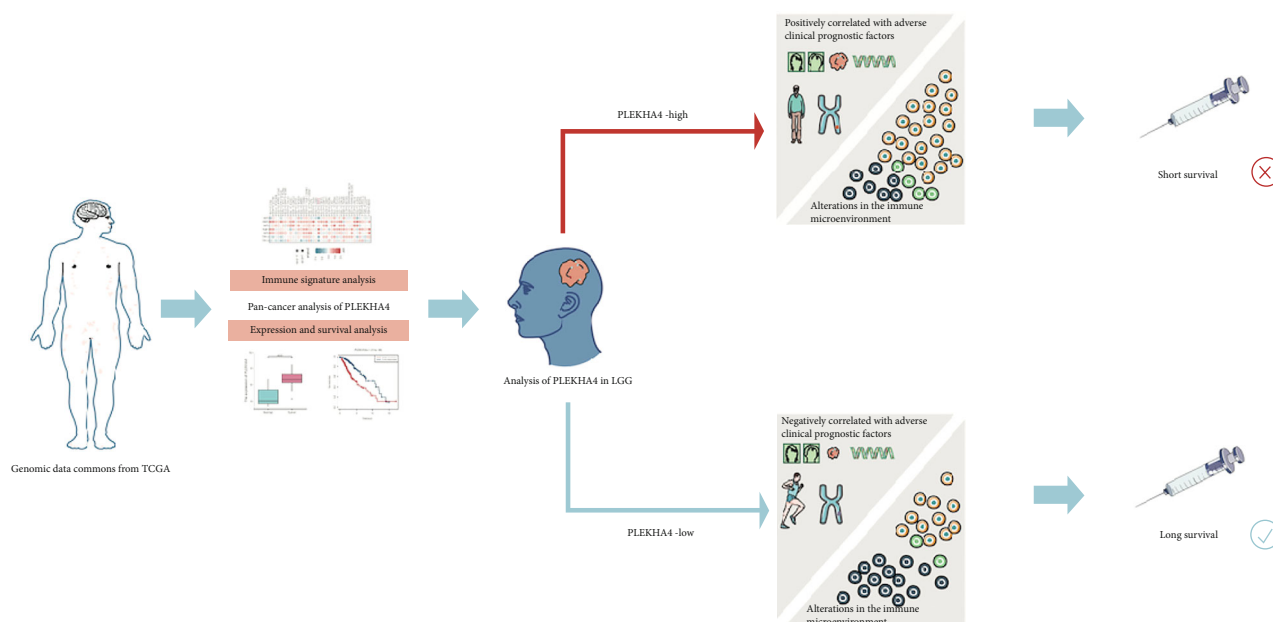 Genomic data commons from TCGA
Immune signature analysis
Pan-cancer analysis of PLEKHA4
Expression and survival analysis
Analysis of PLEKHA4 in LGG
PLEKHA4 -high
Positively correlated with adverse
clinical prognostic factors
Alterations in the immune
microenvironment
Short survival
PLEKHA4 -low
Negatively correlated with adverse
clinical prognostic factors
Alterations in the immune
microenvironment
Long survival